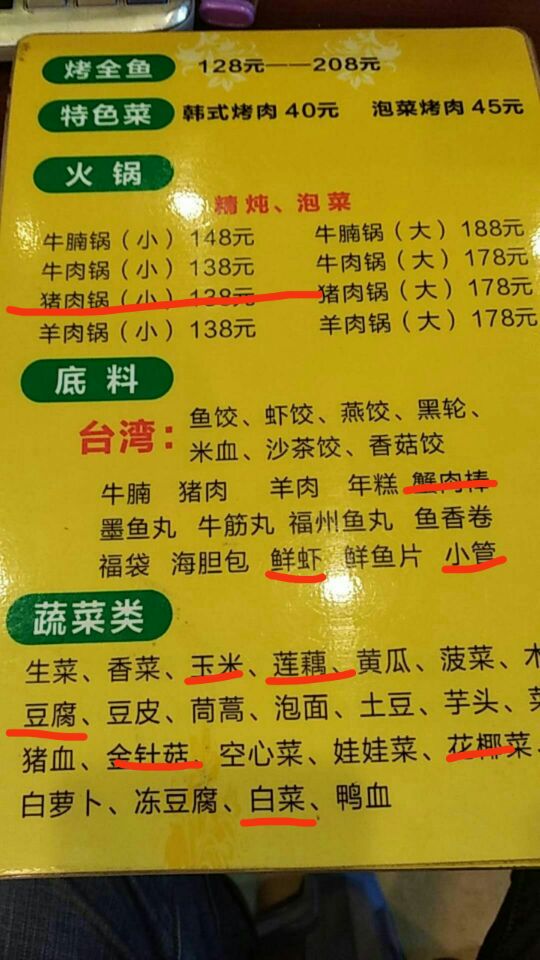 烤全鱼 128元——208元
特色菜 韩式烤肉 40元 泡菜烤肉 45元
火锅
精炖、泡菜
牛腩锅（小）148元 牛腩锅（大）188元
牛肉锅（小）138元 牛肉锅（大）178元
猪肉锅（小）138元 猪肉锅（大）178元
羊肉锅（小）138元 羊肉锅（大）178元
底料
台湾：鱼饺、虾饺、燕饺、黑轮、
米血、沙茶饺、香菇饺
牛腩 猪肉 羊肉 年糕 蟹肉棒
墨鱼丸 牛筋丸 福州鱼丸 鱼香卷
福袋 海胆包 鲜虾 鲜鱼片 小管
蔬菜类
生菜、香菜、玉米、莲藕、黄瓜、菠菜、木
豆腐、豆皮、茼蒿、泡面、土豆、芋头、
猪血、金针菇、空心菜、娃娃菜、花椰菜
白萝卜、冻豆腐、白菜、鸭血